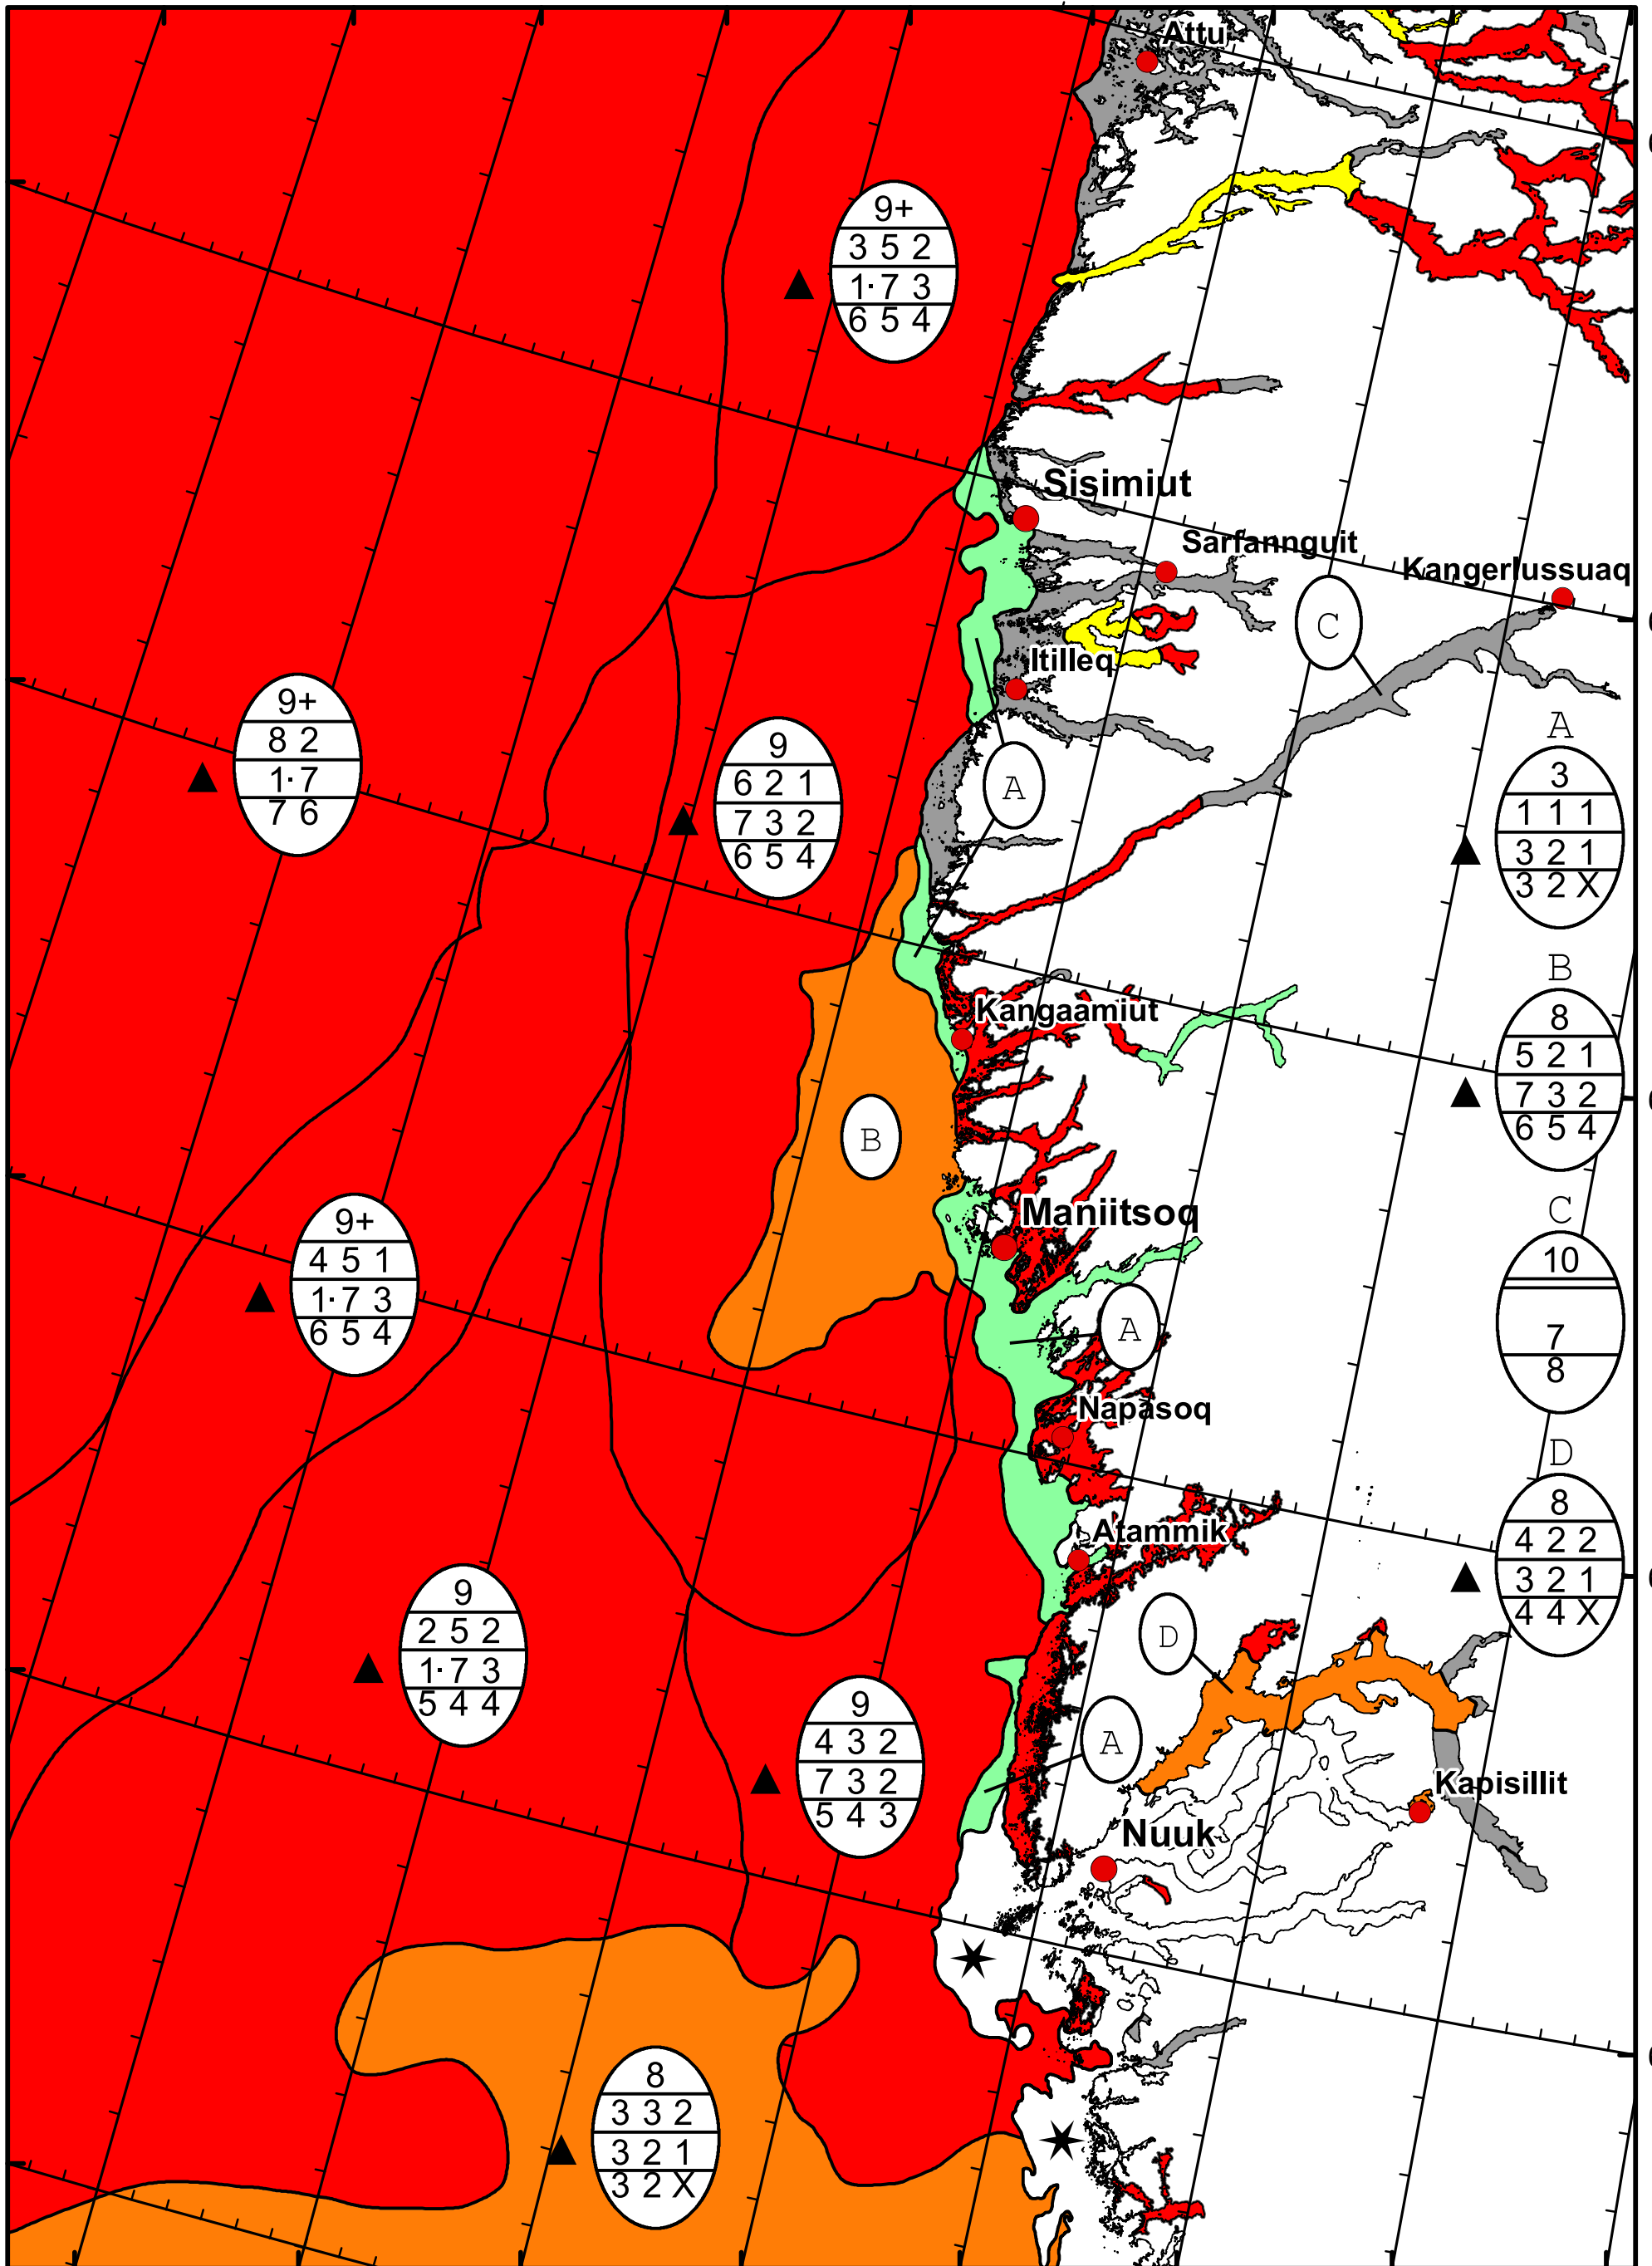 Attu
9+
3 5 2
1·7 3
6 5 4
Sisimiut
Sarfannguit
Kangerlussuaq
C
Itilleq
9+
8 2
1·7
7 6
9
6 2 1
7 3 2
6 5 4
A
A
3
1 1 1
3 2 1
3 2 X
Kangaamiut
B
8
5 2 1
7 3 2
6 5 4
B
Maniitsoq
9+
4 5 1
1·7 3
6 5 4
A
C
10
7
8
Napasoq
D
8
4 2 2
3 2 1
4 4 X
Atammik
D
9
2 5 2
1·7 3
5 4 4
9
4 3 2
7 3 2
5 4 3
A
Kapisillit
Nuuk
8
3 3 2
3 2 1
3 2 X